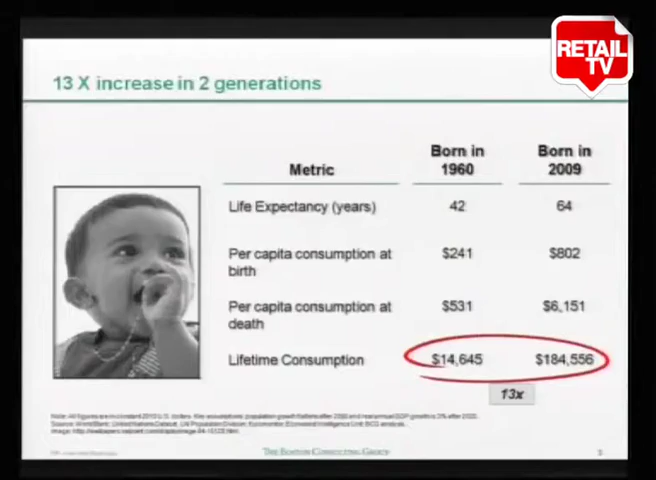 RETAIL
TV
13 X increase in 2 generations
Metric
Born in
1960
Born in
2009
Life Expectancy (years)
42
64
Per capita consumption at
birth
$241
$802
Per capita consumption at
death
$531
$6,151
Lifetime Consumption
$14,645
$184,556
13x
THE BOSTON CONSULTING GROUP